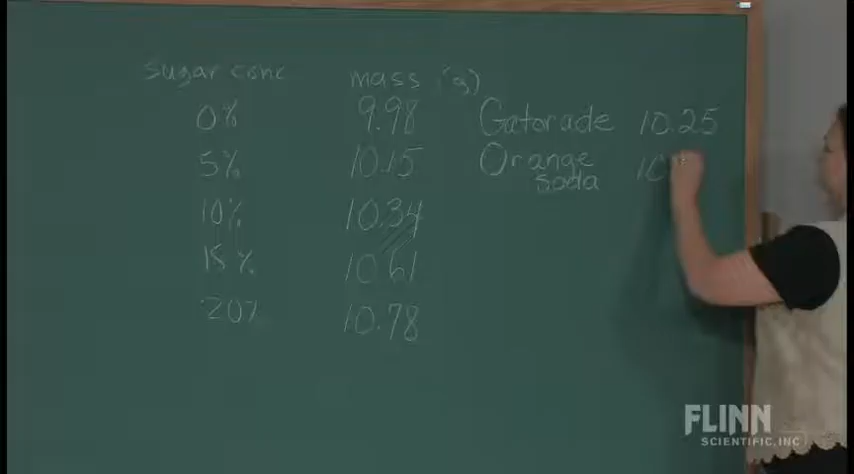 sugar conc mass (g)
0% 9.98
5% 10.15
10% 10.34
15% 10.61
20% 10.78
Gatorade 10.25
Orange 10
soda
FLINN
SCIENTIFIC, INC